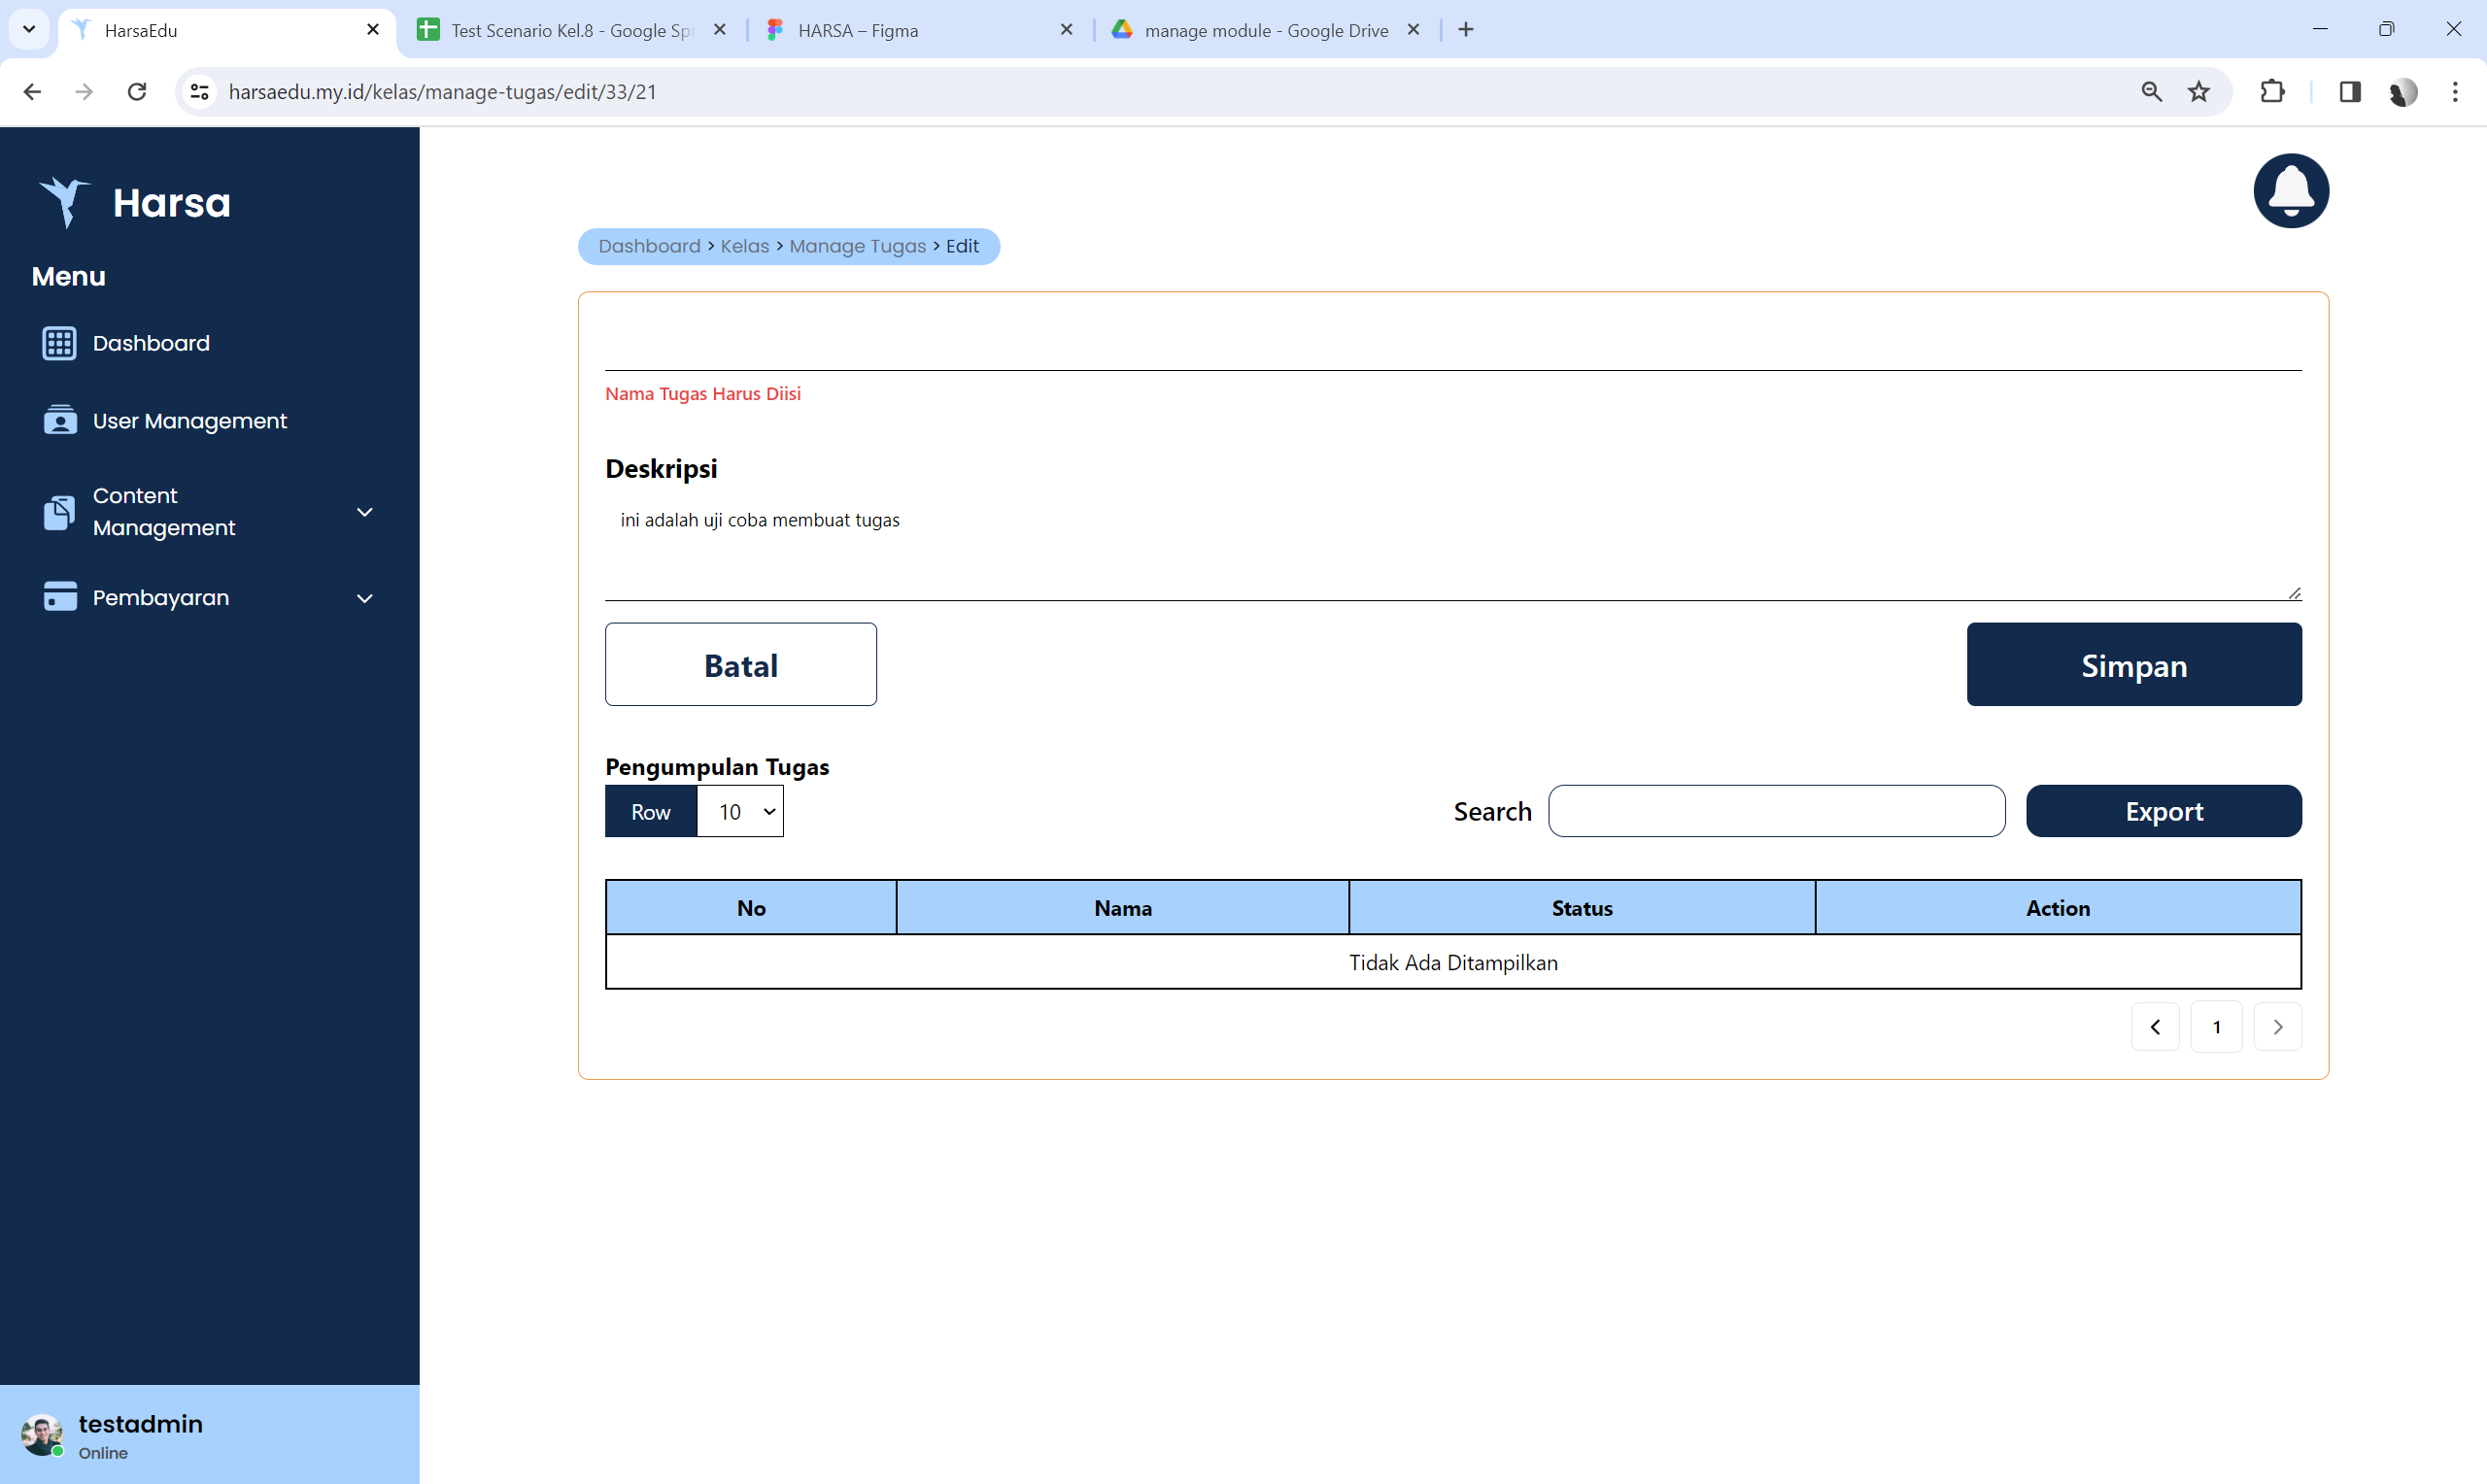 HarsaEdu
Test Scenario Kel.8 - Google Spr
HARSA – Figma
manage module - Google Drive
harsaedu.my.id/kelas/manage-tugas/edit/33/21
Harsa
Menu
Dashboard
User Management
Content
Management
Pembayaran
testadmin
Online
Dashboard > Kelas > Manage Tugas > Edit
Nama Tugas Harus Diisi
Deskripsi
ini adalah uji coba membuat tugas
Batal
Simpan
Pengumpulan Tugas
Row 10
Search
Export
No Nama Status Action
Tidak Ada Ditampilkan
1